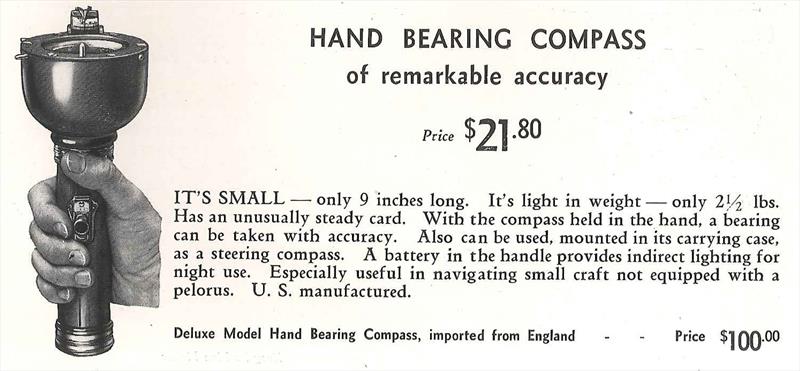 HAND BEARING COMPASS
of remarkable accuracy
Price $21.80
IT'S SMALL — only 9 inches long. It's light in weight — only 2½ lbs.
Has an unusually steady card. With the compass held in the hand, a bearing
can be taken with accuracy. Also can be used, mounted in its carrying case,
as a steering compass. A battery in the handle provides indirect lighting for
night use. Especially useful in navigating small craft not equipped with a
pelorus. U. S. manufactured.
Deluxe Model Hand Bearing Compass, imported from England - - Price $100.00